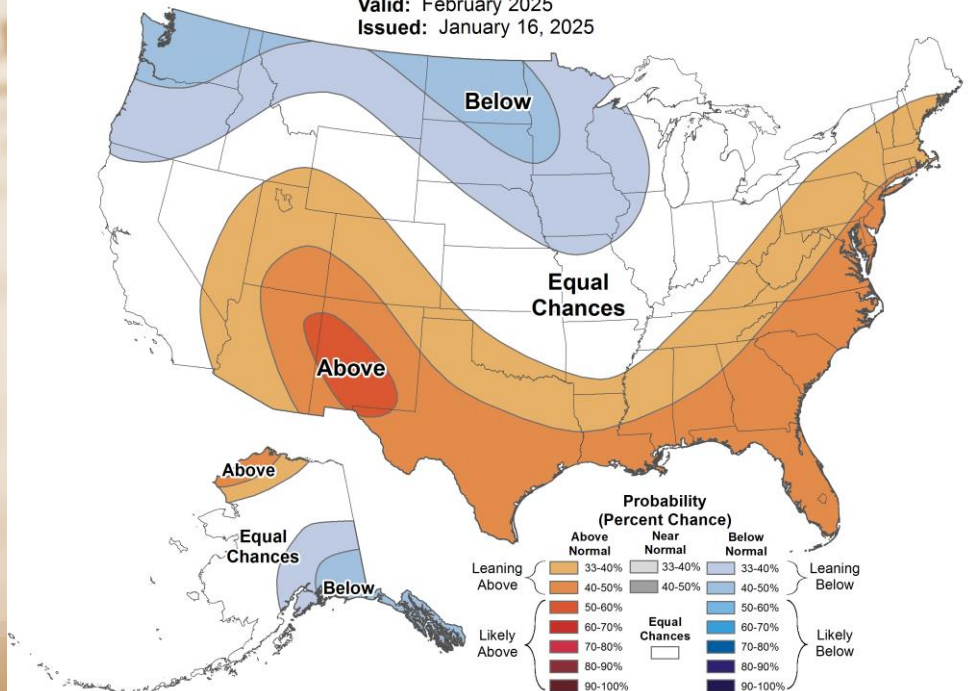 Valid: February 2025
Issued: January 16, 2025
Below
Equal
Chances
Above
Above
Equal
Chances
Below
Probability
(Percent Chance)
Above
Normal
Near
Normal
Below
Normal
Leaning
Above
33-40%
40-50%
33-40%
40-50%
33-40%
40-50%
Leaning
Below
Likely
Above
50-60%
60-70%
70-80%
80-90%
90-100%
Equal
Chances
50-60%
60-70%
70-80%
80-90%
90-100%
Likely
Below